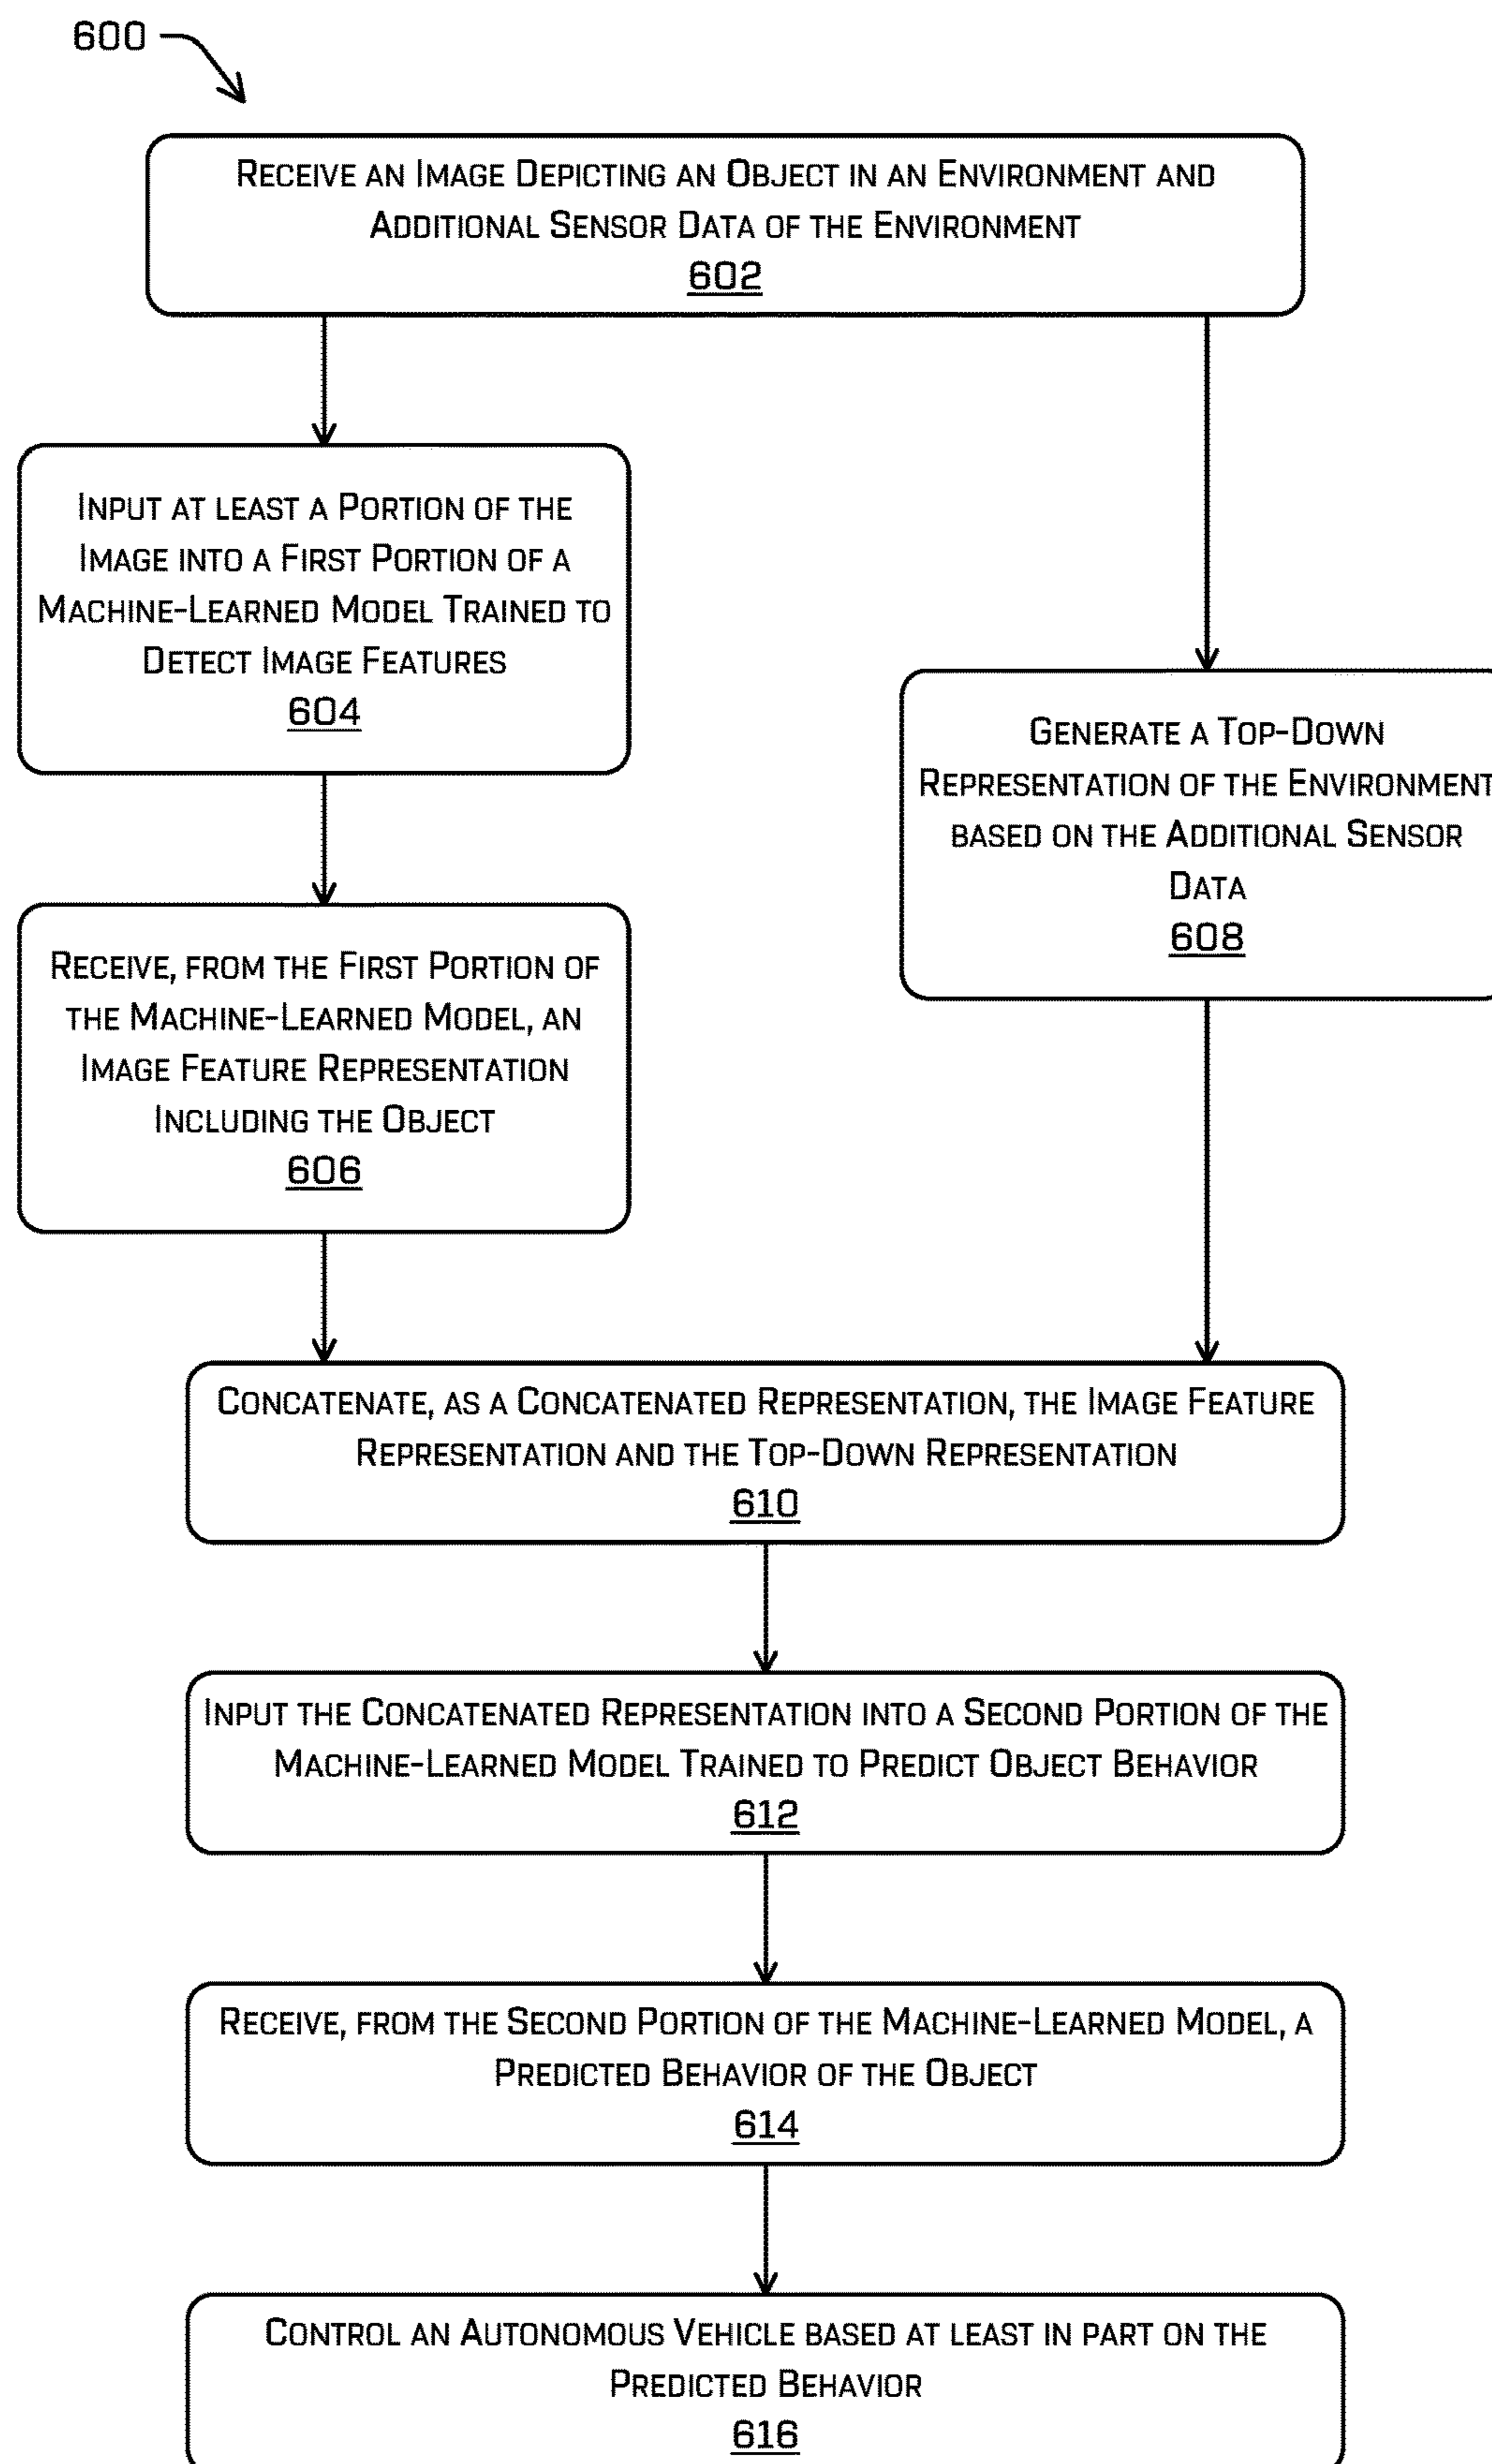 600
Receive an Image Depicting an Object in an Environment and
Additional Sensor Data of the Environment
602
Input at least a Portion of the
Image into a First Portion of a
Machine-Learned Model Trained to
Detect Image Features
604
Generate a Top-Down
Representation of the Environment
based on the Additional Sensor
Data
608
Receive, from the First Portion of
the Machine-Learned Model, an
Image Feature Representation
Including the Object
606
Concatenate, as a Concatenated Representation, the Image Feature
Representation and the Top-Down Representation
610
Input the Concatenated Representation into a Second Portion of the
Machine-Learned Model Trained to Predict Object Behavior
612
Receive, from the Second Portion of the Machine-Learned Model, a
Predicted Behavior of the Object
614
Control an Autonomous Vehicle based at least in part on the
Predicted Behavior
616